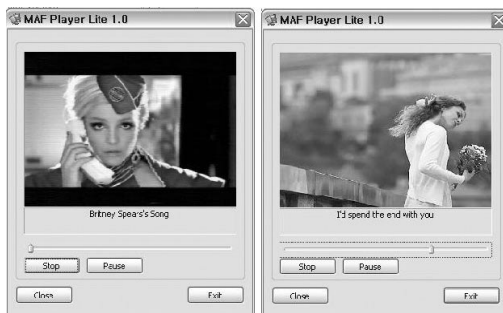 MAF Player Lite 1.0
Britney Spears's Song
Stop Pause
Close Exit
MAF Player Lite 1.0
I'd spend the end with you
Stop Pause
Close Exit